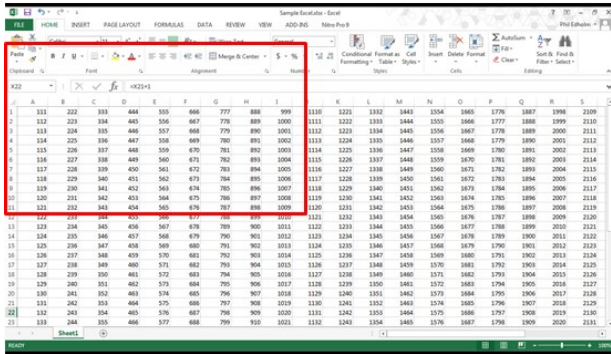 Sample Excel.xlsx - Excel
FILE HOME INSERT PAGE LAYOUT FORMULAS DATA REVIEW VIEW ADD-INS Nitro Pro 9 Phil Edholm
Paste B I U A Merge & Center $ % Conditional Format as Cell Insert Delete Format AutoSum Fill Clear Sort & Find &
Formatting Table Styles Filter Select
Clipboard Font Alignment Number Styles Cells Editing
X22 fx =X21+1
A B C D E F G H I J K L M N O P Q R S
1 111 222 333 444 555 666 777 888 999 1110 1221 1332 1443 1554 1665 1776 1887 1998 2109
2 112 223 334 445 556 667 778 889 1000 1111 1222 1333 1444 1555 1666 1777 1888 1999 2110
3 113 224 335 446 557 668 779 890 1001 1112 1223 1334 1445 1556 1667 1778 1889 2000 2111
4 114 225 336 447 558 669 780 891 1002 1113 1224 1335 1446 1557 1668 1779 1890 2001 2112
5 115 226 337 448 559 670 781 892 1003 1114 1225 1336 1447 1558 1669 1780 1891 2002 2113
6 116 227 338 449 560 671 782 893 1004 1115 1226 1337 1448 1559 1670 1781 1892 2003 2114
7 117 228 339 450 561 672 783 894 1005 1116 1227 1338 1449 1560 1671 1782 1893 2004 2115
8 118 229 340 451 562 673 784 895 1006 1117 1228 1339 1450 1561 1672 1783 1894 2005 2116
9 119 230 341 452 563 674 785 896 1007 1118 1229 1340 1451 1562 1673 1784 1895 2006 2117
10 120 231 342 453 564 675 786 897 1008 1119 1230 1341 1452 1563 1674 1785 1896 2007 2118
11 121 232 343 454 565 676 787 898 1009 1120 1231 1342 1453 1564 1675 1786 1897 2008 2119
12 122 233 344 455 566 677 788 899 1010 1121 1232 1343 1454 1565 1676 1787 1898 2009 2120
13 123 234 345 456 567 678 789 900 1011 1122 1233 1344 1455 1566 1677 1788 1899 2010 2121
14 124 235 346 457 568 679 790 901 1012 1123 1234 1345 1456 1567 1678 1789 1900 2011 2122
15 125 236 347 458 569 680 791 902 1013 1124 1235 1346 1457 1568 1679 1790 1901 2012 2123
16 126 237 348 459 570 681 792 903 1014 1125 1236 1347 1458 1569 1680 1791 1902 2013 2124
17 127 238 349 460 571 682 793 904 1015 1126 1237 1348 1459 1570 1681 1792 1903 2014 2125
18 128 239 350 461 572 683 794 905 1016 1127 1238 1349 1460 1571 1682 1793 1904 2015 2126
19 129 240 351 462 573 684 795 906 1017 1128 1239 1350 1461 1572 1683 1794 1905 2016 2127
20 130 241 352 463 574 685 796 907 1018 1129 1240 1351 1462 1573 1684 1795 1906 2017 2128
21 131 242 353 464 575 686 797 908 1019 1130 1241 1352 1463 1574 1685 1796 1907 2018 2129
22 132 243 354 465 576 687 798 909 1020 1131 1242 1353 1464 1575 1686 1797 1908 2019 2130
23 133 244 355 466 577 688 799 910 1021 1132 1243 1354 1465 1576 1687 1798 1909 2020 2131
Sheet1
READY 100%